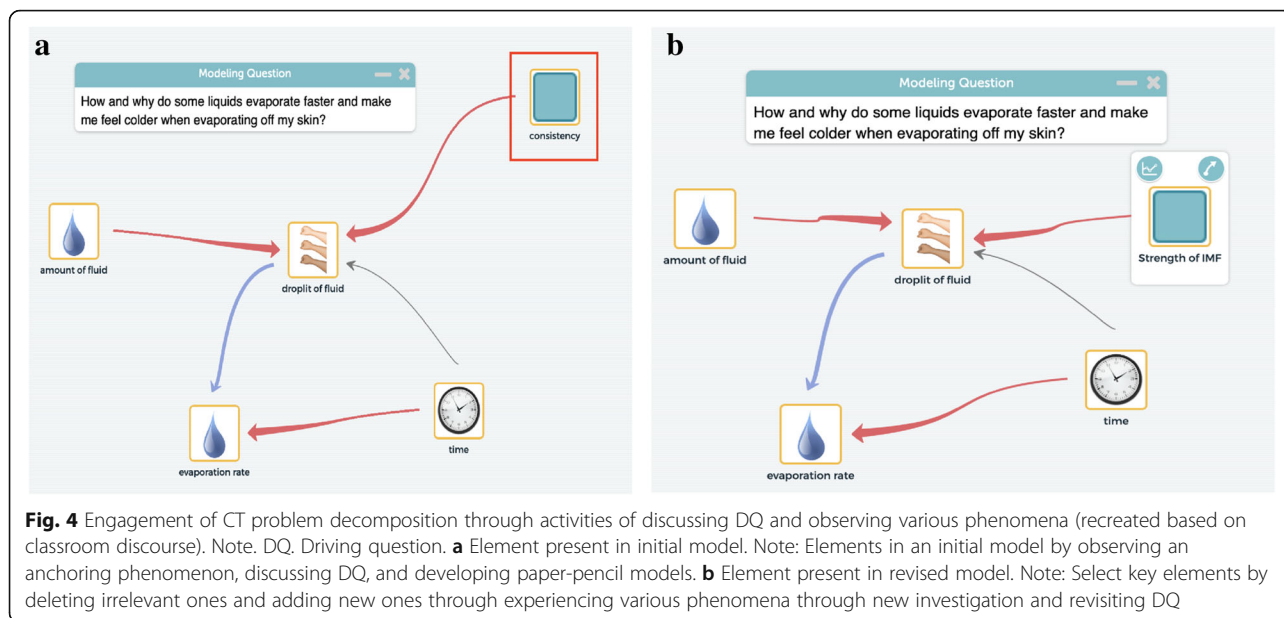 a
Modeling Question
How and why do some liquids evaporate faster and make
me feel colder when evaporating off my skin?
consistency
amount of fluid
droplit of fluid
evaporation rate
time
b
Modeling Question
How and why do some liquids evaporate faster and make
me feel colder when evaporating off my skin?
amount of fluid
droplit of fluid
Strength of IMF
time
evaporation rate
Fig. 4 Engagement of CT problem decomposition through activities of discussing DQ and observing various phenomena (recreated based on
classroom discourse). Note. DQ. Driving question. a Element present in initial model. Note: Elements in an initial model by observing an
anchoring phenomenon, discussing DQ, and developing paper-pencil models. b Element present in revised model. Note: Select key elements by
deleting irrelevant ones and adding new ones through experiencing various phenomena through new investigation and revisiting DQ